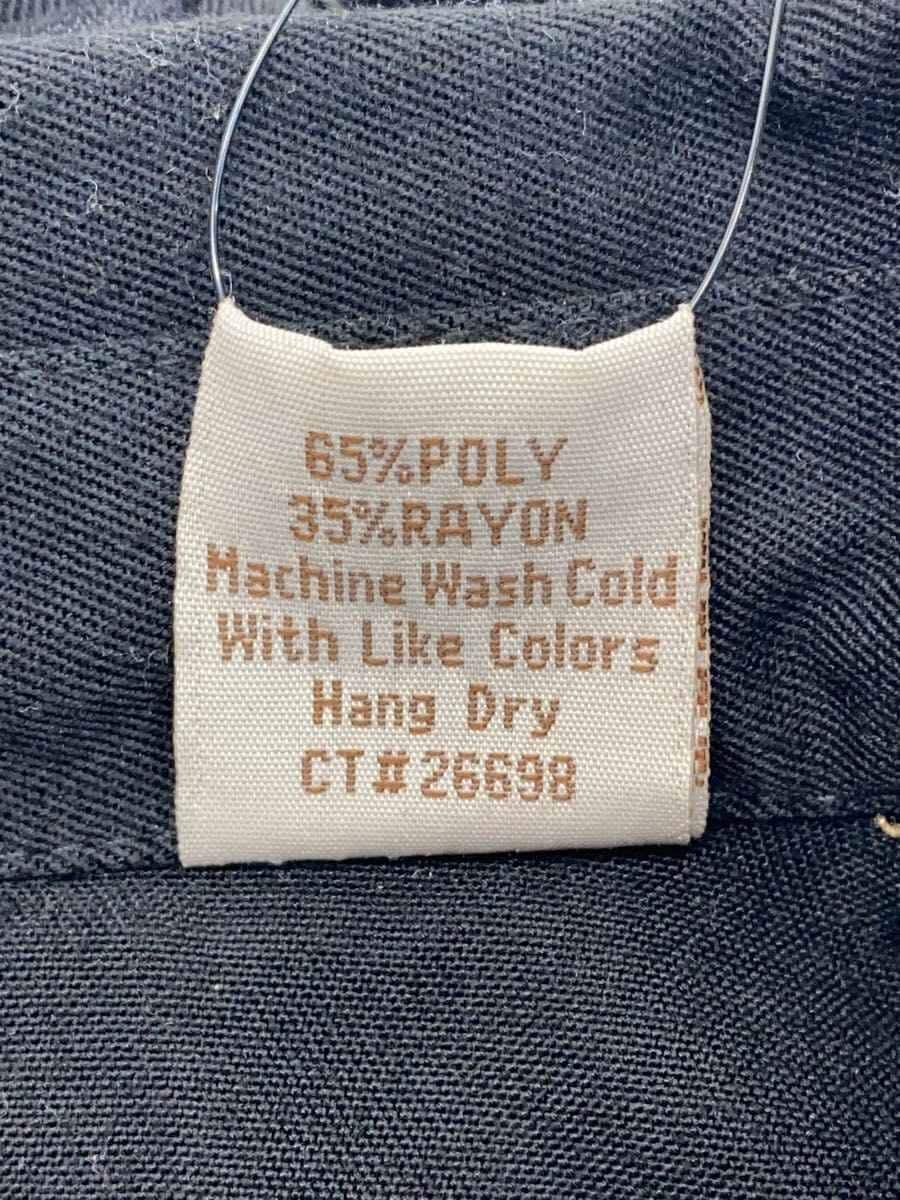 65%POLY
35%RAYON
Machine Wash Cold
With Like Colors
Hang Dry
CT#26698